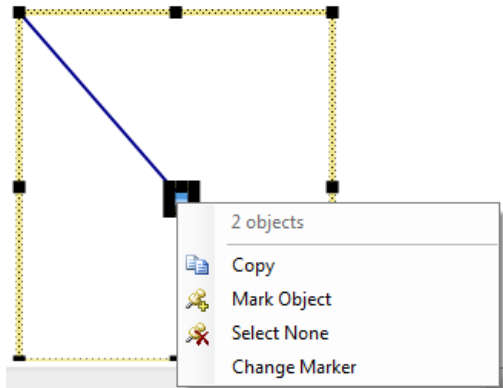 2 objects
Copy
Mark Object
Select None
Change Marker